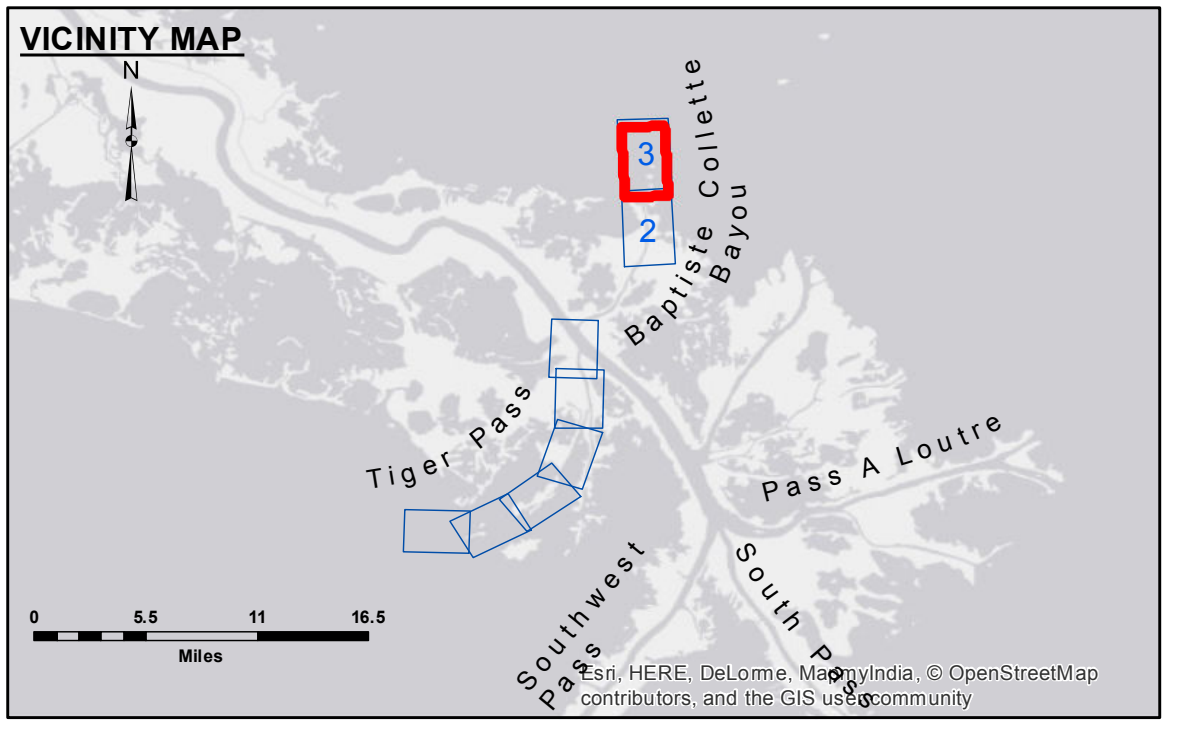 VICINITY MAP
N
3
2
Baptiste Collette
Bayou
Tiger Pass
Pass A Loutre
Southwest
Pass
South Pass
0 5.5 11 16.5
Miles
Esri, HERE, DeLorme, MapmyIndia, © OpenStreetMap
contributors, and the GIS user community